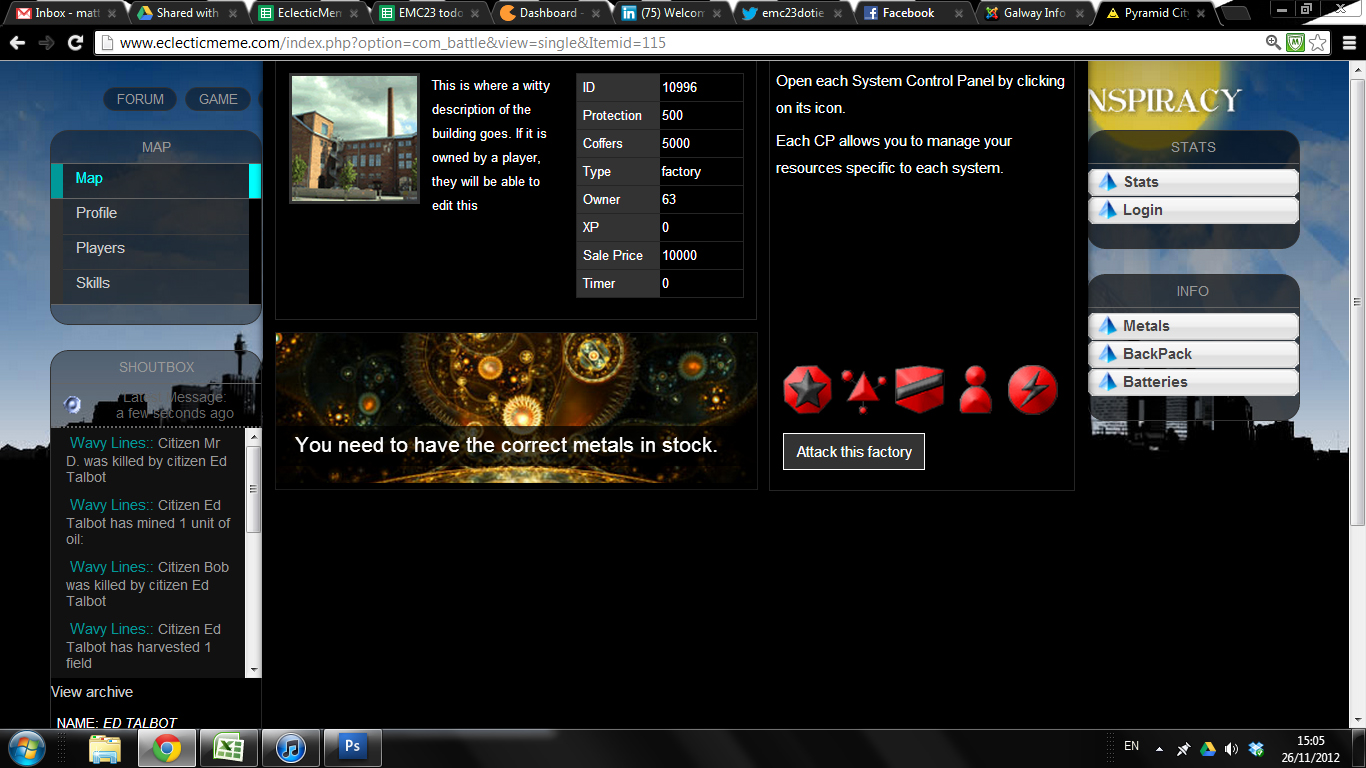 Inbox - mat
Shared with
EclecticMem
EMC23 todo
Dashboard -
(75) Welcom
emc23dotie
Facebook
Galway Info
Pyramid City
www.eclecticmeme.com/index.php?option=com_battle&view=single&Itemid=115
FORUM
GAME
MAP
Map
Profile
Players
Skills
SHOUTBOX
Latest Message:
a few seconds ago
Wavy Lines:: Citizen Mr
D. was killed by citizen Ed
Talbot
Wavy Lines:: Citizen Ed
Talbot has mined 1 unit of
oil:
Wavy Lines:: Citizen Bob
was killed by citizen Ed
Talbot
Wavy Lines:: Citizen Ed
Talbot has harvested 1
field
View archive
NAME: ED TALBOT
This is where a witty
description of the
building goes. If it is
owned by a player,
they will be able to
edit this
ID 10996
Protection 500
Coffers 5000
Type factory
Owner 63
XP 0
Sale Price 10000
Timer 0
You need to have the correct metals in stock.
Open each System Control Panel by clicking
on its icon.
Each CP allows you to manage your
resources specific to each system.
Attack this factory
NSPIRACY
STATS
Stats
Login
INFO
Metals
BackPack
Batteries
Ps
EN
15:05
26/11/2012